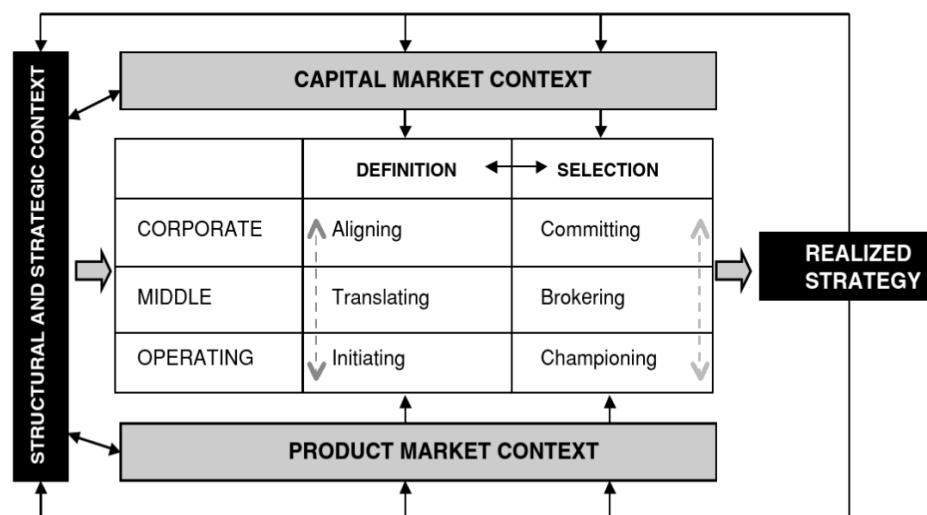 STRUCTURAL AND STRATEGIC CONTEXT
CAPITAL MARKET CONTEXT
DEFINITION SELECTION
CORPORATE Aligning Committing
MIDDLE Translating Brokering
OPERATING Initiating Championing
REALIZED
STRATEGY
PRODUCT MARKET CONTEXT